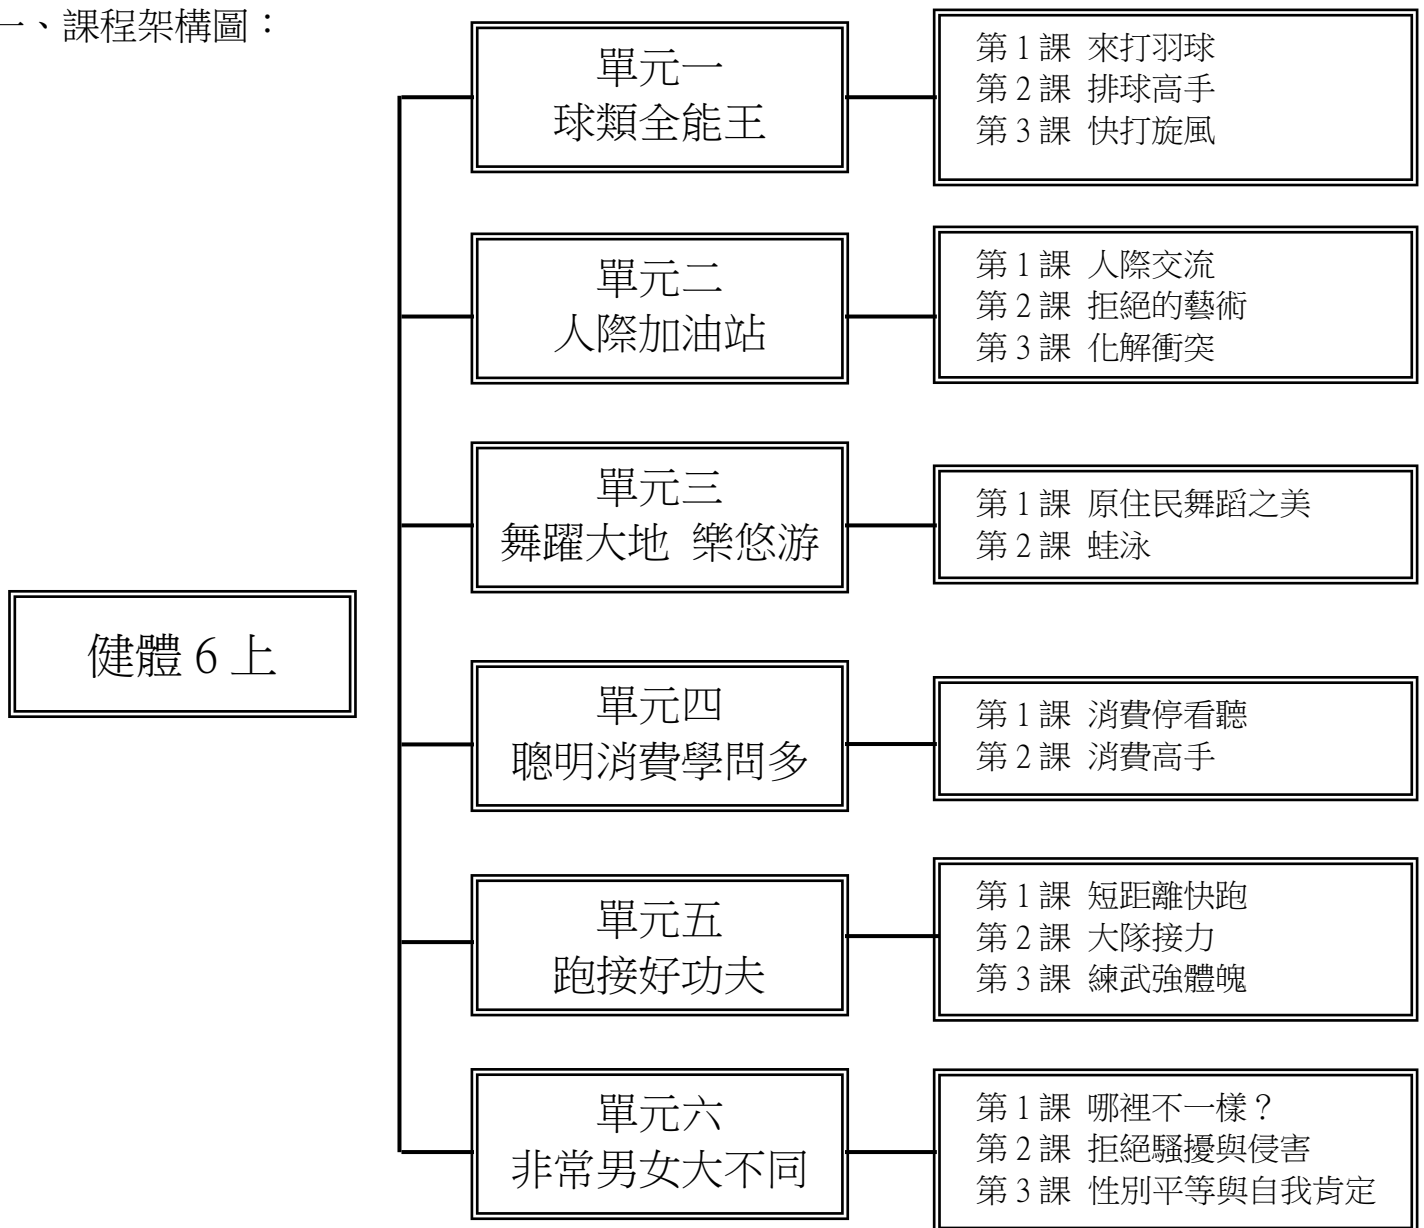 一、課程架構圖：
健體 6 上
單元一
球類全能王
第 1 課 來打羽球
第 2 課 排球高手
第 3 課 快打旋風
單元二
人際加油站
第 1 課 人際交流
第 2 課 拒絕的藝術
第 3 課 化解衝突
單元三
舞躍大地 樂悠游
第 1 課 原住民舞蹈之美
第 2 課 蛙泳
單元四
聰明消費學問多
第 1 課 消費停看聽
第 2 課 消費高手
單元五
跑接好功夫
第 1 課 短距離快跑
第 2 課 大隊接力
第 3 課 練武強體魄
單元六
非常男女大不同
第 1 課 哪裡不一樣？
第 2 課 拒絕騷擾與侵害
第 3 課 性別平等與自我肯定